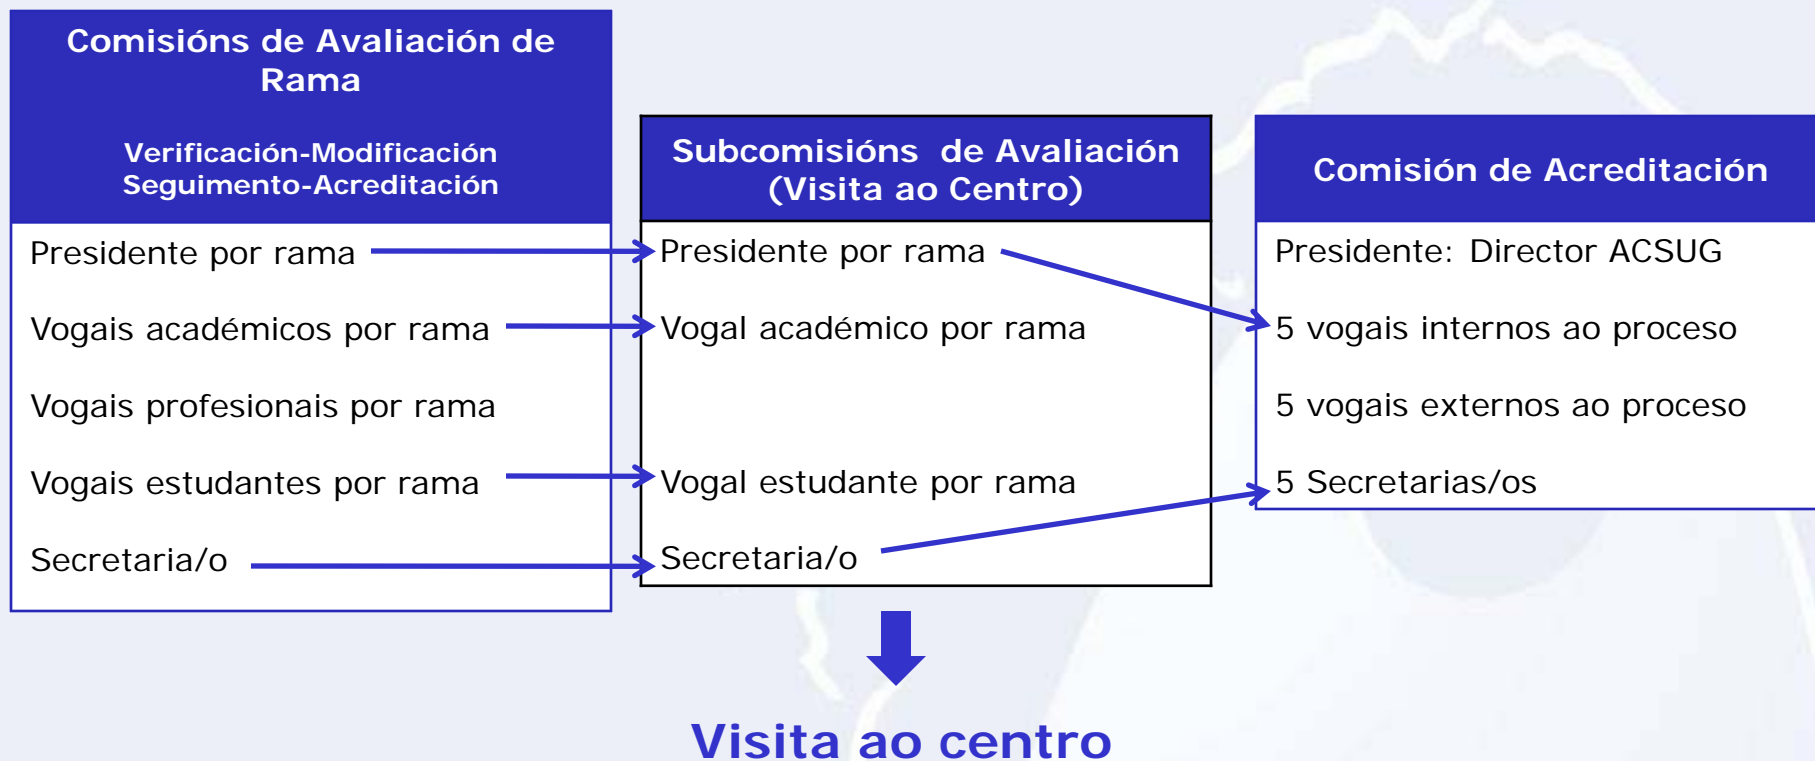 Comisións de Avaliación de
Rama
Verificación-Modificación
Seguimento-Acreditación
Presidente por rama
Vogais académicos por rama
Vogais profesionais por rama
Vogais estudantes por rama
Secretaria/o
Subcomisións de Avaliación
(Visita ao Centro)
Presidente por rama
Vogal académico por rama
Vogal estudante por rama
Secretaria/o
Comisión de Acreditación
Presidente: Director ACSUG
5 vogais internos ao proceso
5 vogais externos ao proceso
5 Secretarias/os
Visita ao centro